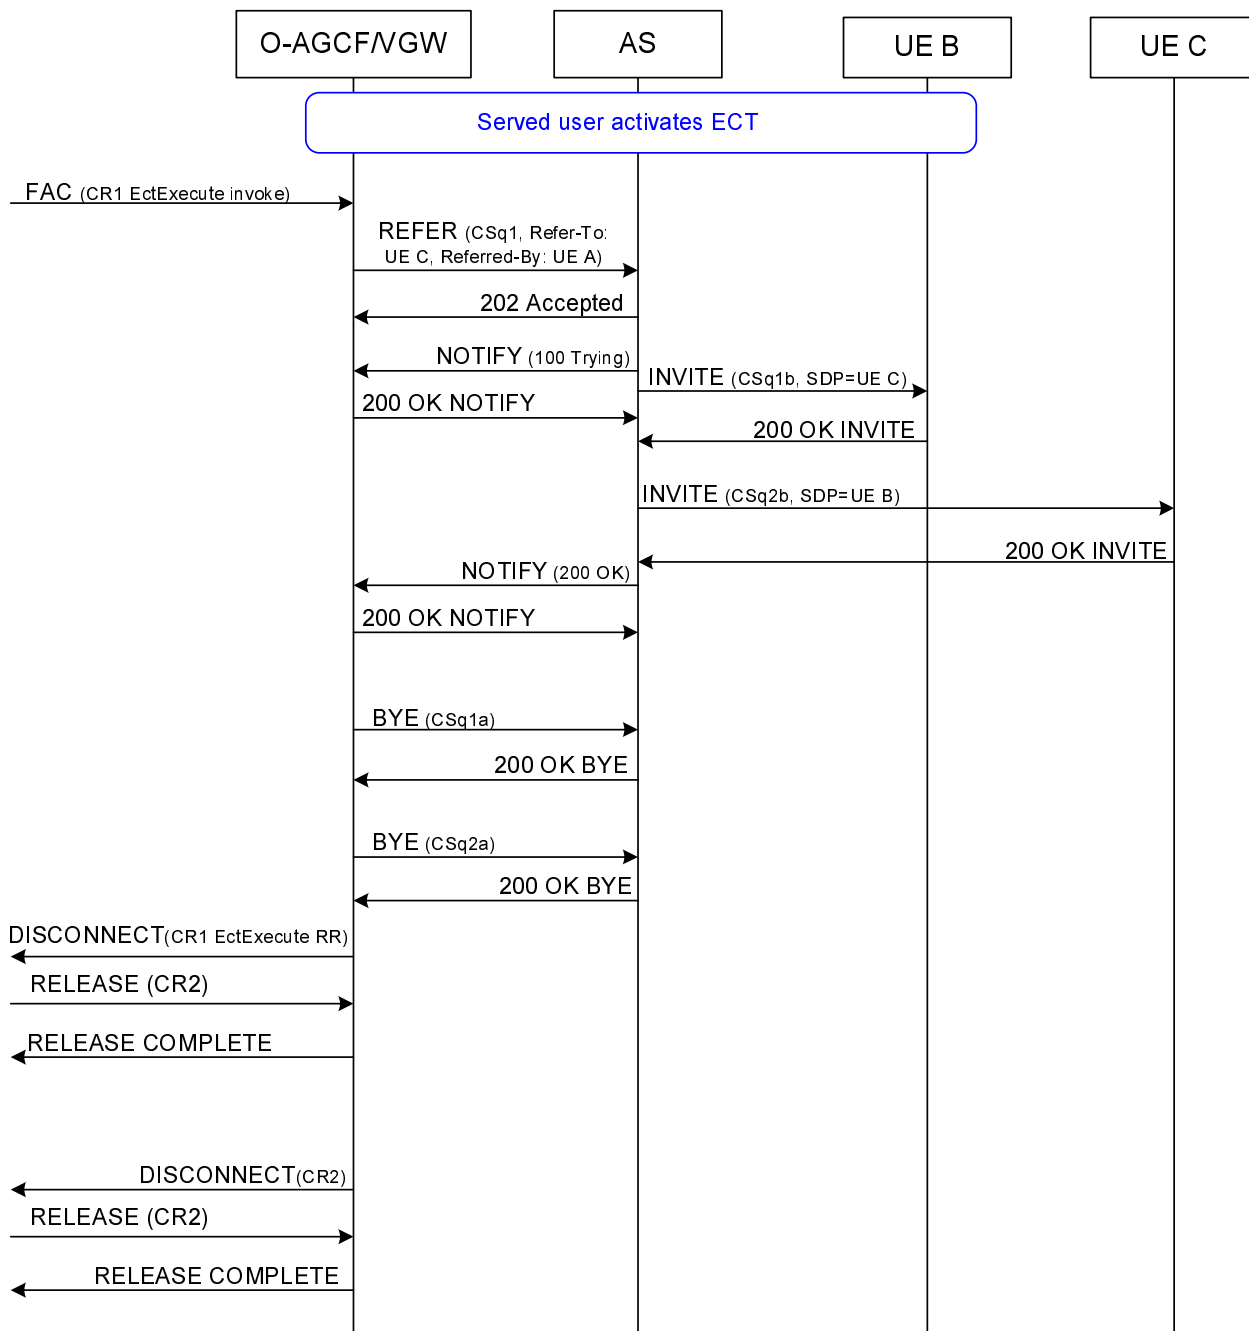 O-AGCF/VGW
AS
UE B
UE C
Served user activates ECT
FAC (CR1 EctExecute invoke)
REFER (CSq1, Refer-To:
UE C, Referred-By: UE A)
202 Accepted
NOTIFY (100 Trying)
INVITE (CSq1b, SDP=UE C)
200 OK NOTIFY
200 OK INVITE
INVITE (CSq2b, SDP=UE B)
200 OK INVITE
NOTIFY (200 OK)
200 OK NOTIFY
BYE (CSq1a)
200 OK BYE
BYE (CSq2a)
200 OK BYE
DISCONNECT(CR1 EctExecute RR)
RELEASE (CR2)
RELEASE COMPLETE
DISCONNECT(CR2)
RELEASE (CR2)
RELEASE COMPLETE